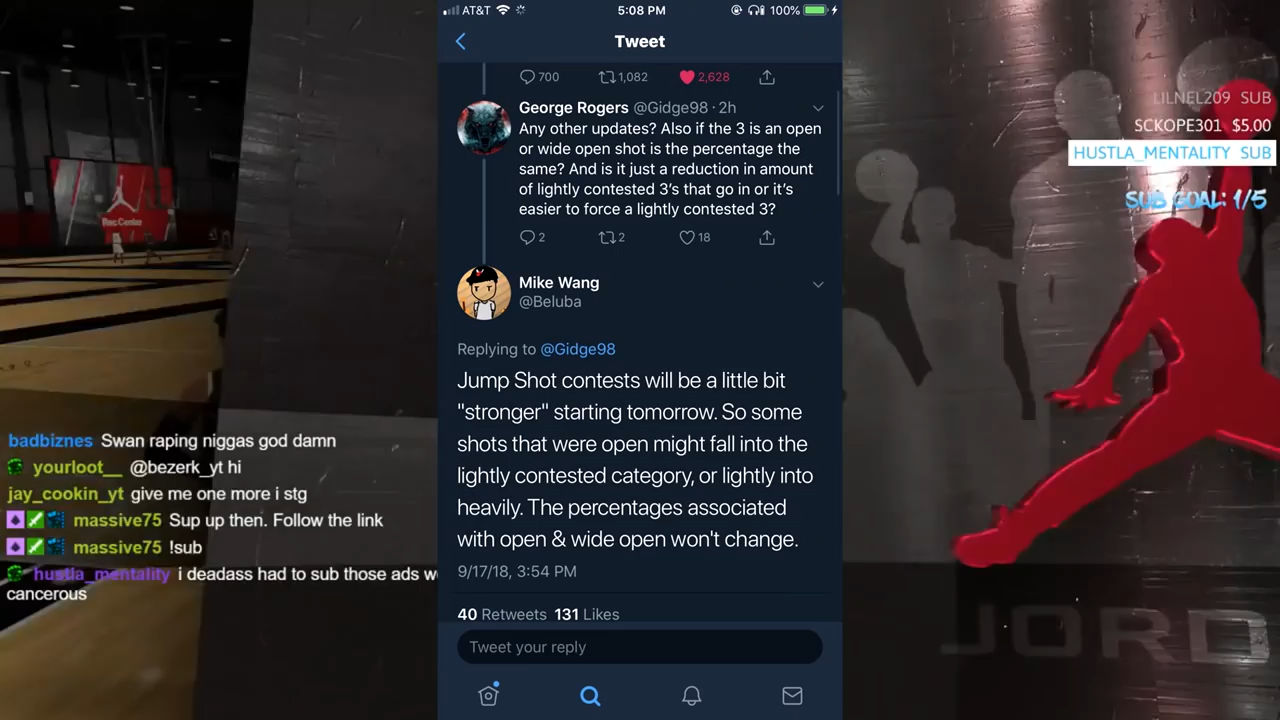 AT&T
5:08 PM
100%
Tweet
700
1,082
2,628
George Rogers @Gidge98 · 2h
Any other updates? Also if the 3 is an open
or wide open shot is the percentage the
same? And is it just a reduction in amount
of lightly contested 3's that go in or it's
easier to force a lightly contested 3?
2
2
18
Mike Wang
@Beluba
Replying to @Gidge98
Jump Shot contests will be a little bit
"stronger" starting tomorrow. So some
shots that were open might fall into the
lightly contested category, or lightly into
heavily. The percentages associated
with open & wide open won't change.
9/17/18, 3:54 PM
40 Retweets 131 Likes
Tweet your reply
Rec Center
badbiznes Swan raping niggas god damn
yourloot__ @bezerk_yt hi
jay_cookin_yt give me one more i stg
massive75 Sup up then. Follow the link
massive75 !sub
hustla_mentality i deadass had to sub those ads w
cancerous
LILNEL209 SUB
SCKOPE301 $5.00
HUSTLA_MENTALITY SUB
SUB GOAL: 1/5
JORD